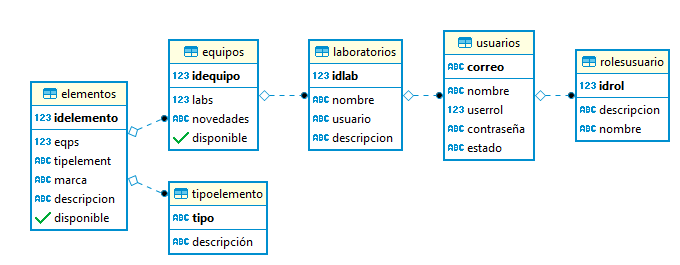 elementos
123 idelemento
123 eqps
ABC tipelement
ABC marca
ABC descripcion
disponible
equipos
123 idequipo
123 labs
ABC novedades
disponible
tipoelemento
ABC tipo
ABC descripción
laboratorios
123 idlab
ABC nombre
ABC usuario
ABC descripcion
usuarios
ABC correo
ABC nombre
123 userrol
ABC contraseña
ABC estado
rolesusuario
123 idrol
ABC descripcion
ABC nombre